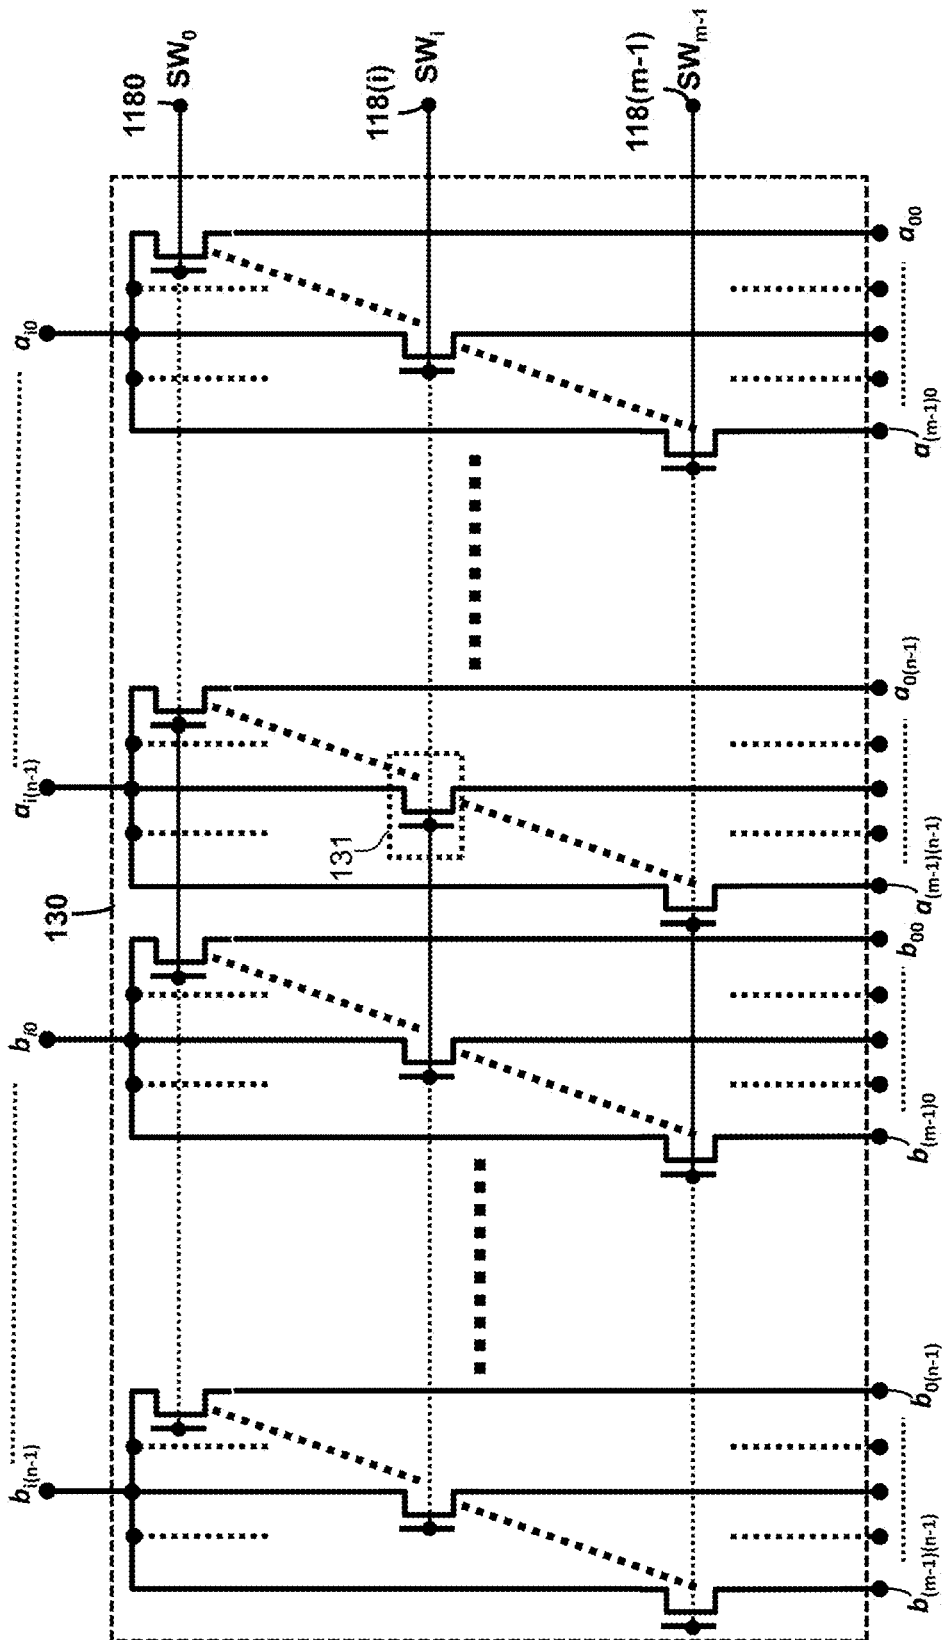 1180
SW0
118(i)
SWi
118(m-1)
SWm-1
ai0
ai(n-1)
bi0
bi(n-1)
130
131
a00
a(m-1)0
a0(n-1)
a(m-1)(n-1)
b00
b(m-1)0
b0(n-1)
b(m-1)(n-1)